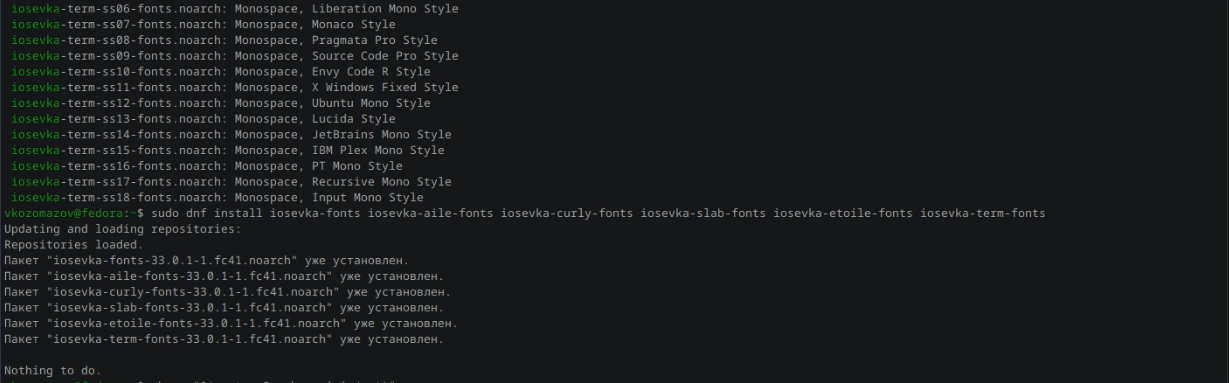 iosevka-term-ss06-fonts.noarch: Monospace, Liberation Mono Style
iosevka-term-ss07-fonts.noarch: Monospace, Monaco Style
iosevka-term-ss08-fonts.noarch: Monospace, Pragmata Pro Style
iosevka-term-ss09-fonts.noarch: Monospace, Source Code Pro Style
iosevka-term-ss10-fonts.noarch: Monospace, Envy Code R Style
iosevka-term-ss11-fonts.noarch: Monospace, X Windows Fixed Style
iosevka-term-ss12-fonts.noarch: Monospace, Ubuntu Mono Style
iosevka-term-ss13-fonts.noarch: Monospace, Lucida Style
iosevka-term-ss14-fonts.noarch: Monospace, JetBrains Mono Style
iosevka-term-ss15-fonts.noarch: Monospace, IBM Plex Mono Style
iosevka-term-ss16-fonts.noarch: Monospace, PT Mono Style
iosevka-term-ss17-fonts.noarch: Monospace, Recursive Mono Style
iosevka-term-ss18-fonts.noarch: Monospace, Input Mono Style
vkozomazov@fedora:~$ sudo dnf install iosevka-fonts iosevka-aile-fonts iosevka-curly-fonts iosevka-slab-fonts iosevka-etoile-fonts iosevka-term-fonts
Updating and loading repositories:
Repositories loaded.
Пакет "iosevka-fonts-33.0.1-1.fc41.noarch" уже установлен.
Пакет "iosevka-aile-fonts-33.0.1-1.fc41.noarch" уже установлен.
Пакет "iosevka-curly-fonts-33.0.1-1.fc41.noarch" уже установлен.
Пакет "iosevka-slab-fonts-33.0.1-1.fc41.noarch" уже установлен.
Пакет "iosevka-etoile-fonts-33.0.1-1.fc41.noarch" уже установлен.
Пакет "iosevka-term-fonts-33.0.1-1.fc41.noarch" уже установлен.
Nothing to do.